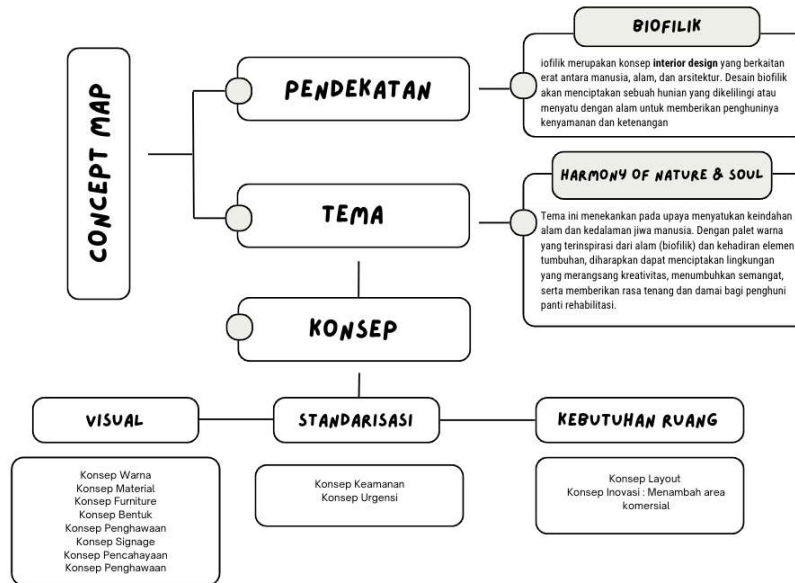 CONCEPT MAP
PENDEKATAN
BIOFILIK
iofilik merupakan konsep interior design yang berkaitan
erat antara manusia, alam, dan arsitektur. Desain biofilik
akan menciptakan sebuah hunian yang dikelilingi atau
menyatu dengan alam untuk memberikan penghuninya
kenyamanan dan ketenangan
TEMA
HARMONY OF NATURE & SOUL
Tema ini menekankan pada upaya menyatukan keindahan
alam dan kedalaman jiwa manusia. Dengan palet warna
yang terinspirasi dari alam (biofilik) dan kehadiran elemen
tumbuhan, diharapkan dapat menciptakan lingkungan
yang merangsang kreativitas, menumbuhkan semangat,
serta memberikan rasa tenang dan damai bagi penghuni
panti rehabilitasi.
KONSEP
VISUAL
Konsep Warna
Konsep Material
Konsep Furniture
Konsep Bentuk
Konsep Penghawaan
Konsep Signage
Konsep Pencahayaan
Konsep Penghawaan
STANDARISASI
Konsep Keamanan
Konsep Urgensi
KEBUTUHAN RUANG
Konsep Layout
Konsep Inovasi : Menambah area
komersial